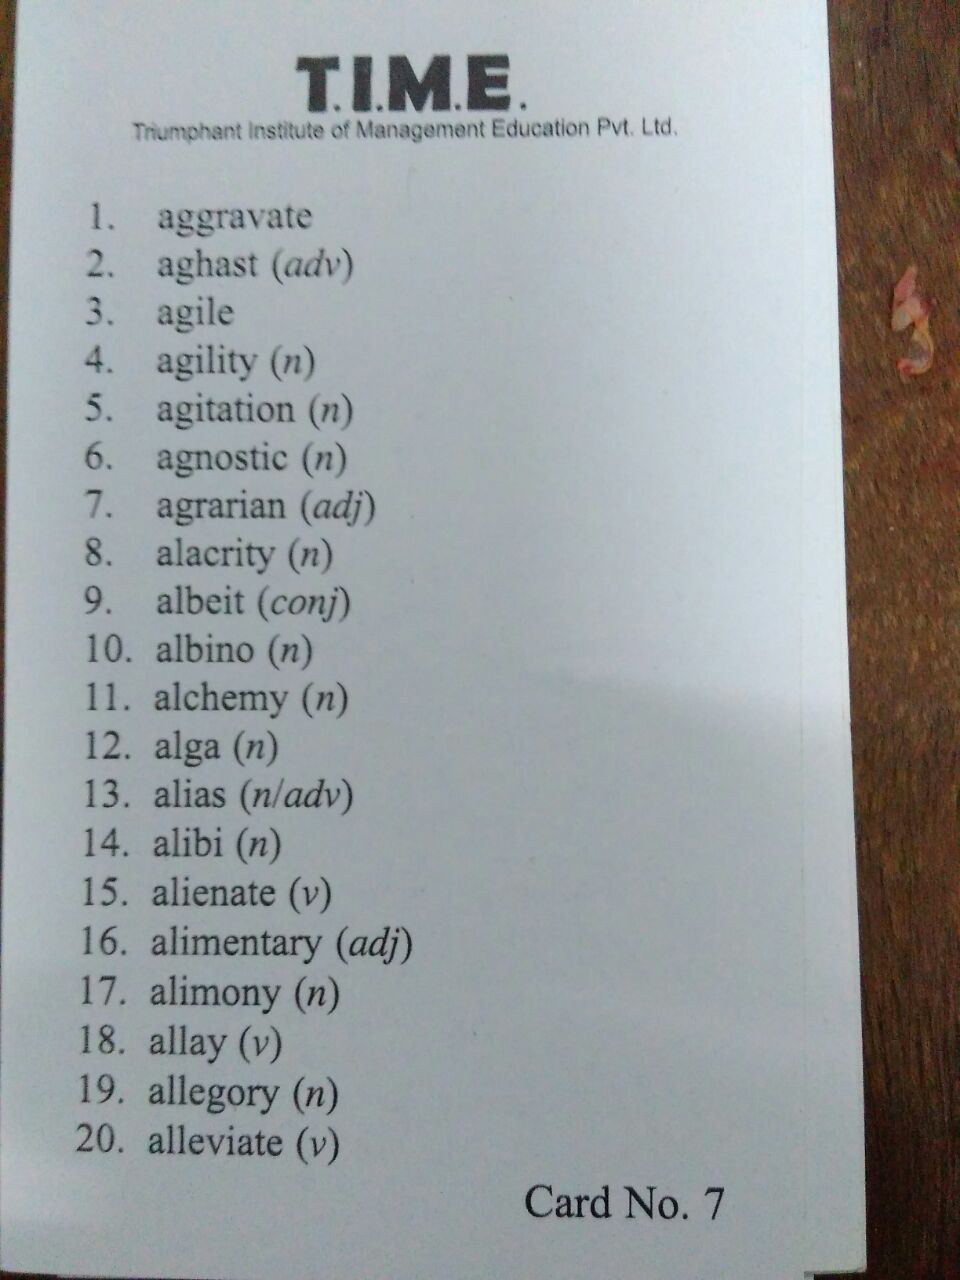 T.I.M.E.
Triumphant Institute of Management Education Pvt. Ltd.
1. aggravate
2. aghast (adv)
3. agile
4. agility (n)
5. agitation (n)
6. agnostic (n)
7. agrarian (adj)
8. alacrity (n)
9. albeit (conj)
10. albino (n)
11. alchemy (n)
12. alga (n)
13. alias (n/adv)
14. alibi (n)
15. alienate (v)
16. alimentary (adj)
17. alimony (n)
18. allay (v)
19. allegory (n)
20. alleviate (v)
Card No. 7